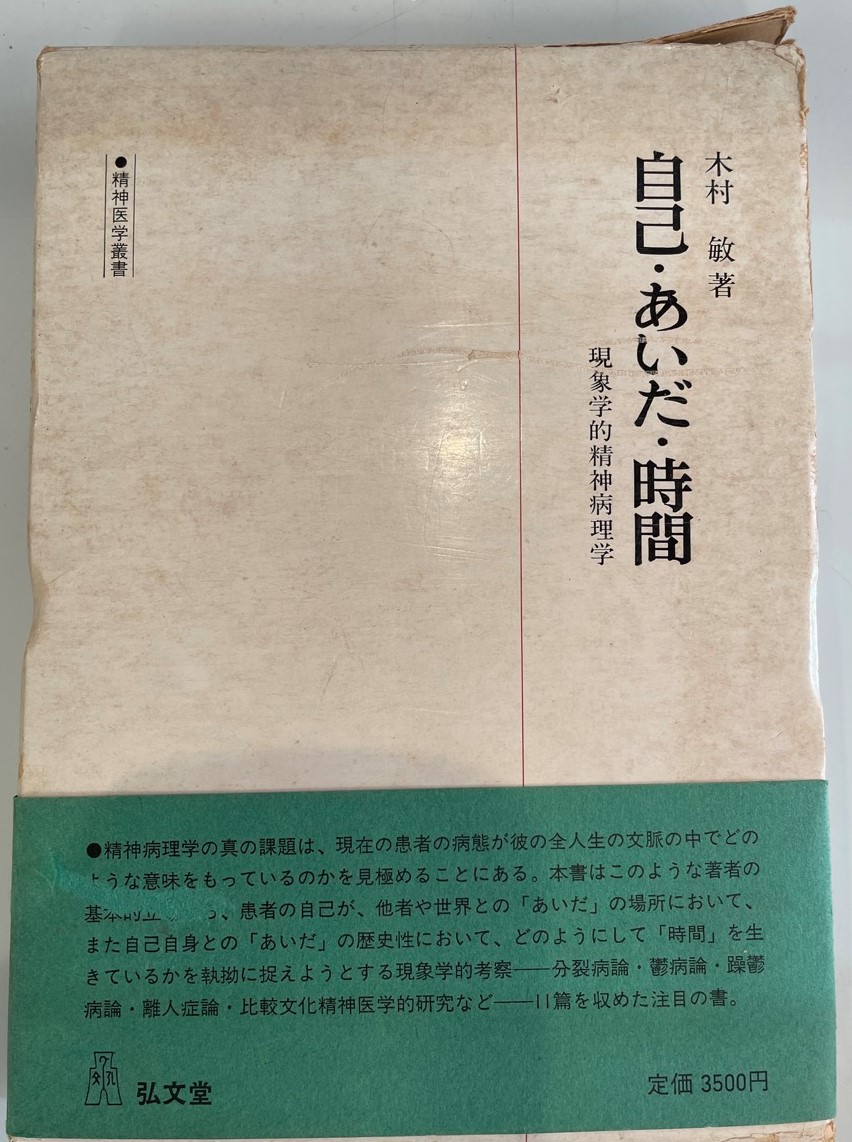 木村 敏 著
自己・あいだ・時間
現象学的精神病理学
●精神医学叢書
●精神病理学の真の課題は、現在の患者の病態が彼の全人生の文脈の中でどの
ような意味をもっているのかを見極めることにある。本書はこのような著者の
基本的立 ら、患者の自己が、他者や世界との「あいだ」の場所において、
また自己自身との「あいだ」の歴史性において、どのようにして「時間」を生
きているかを執拗に捉えようとする現象学的考察──分裂病論・鬱病論・躁鬱
病論・離人症論・比較文化精神医学的研究など──11篇を収めた注目の書。
弘文堂
定価 3500円